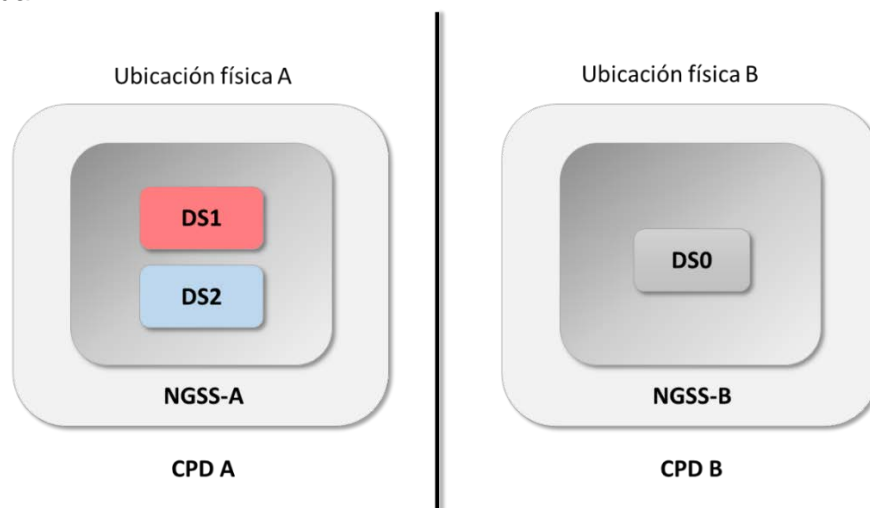 Ubicación física A
DS1
DS2
NGSS-A
CPD A
Ubicación física B
DS0
NGSS-B
CPD B